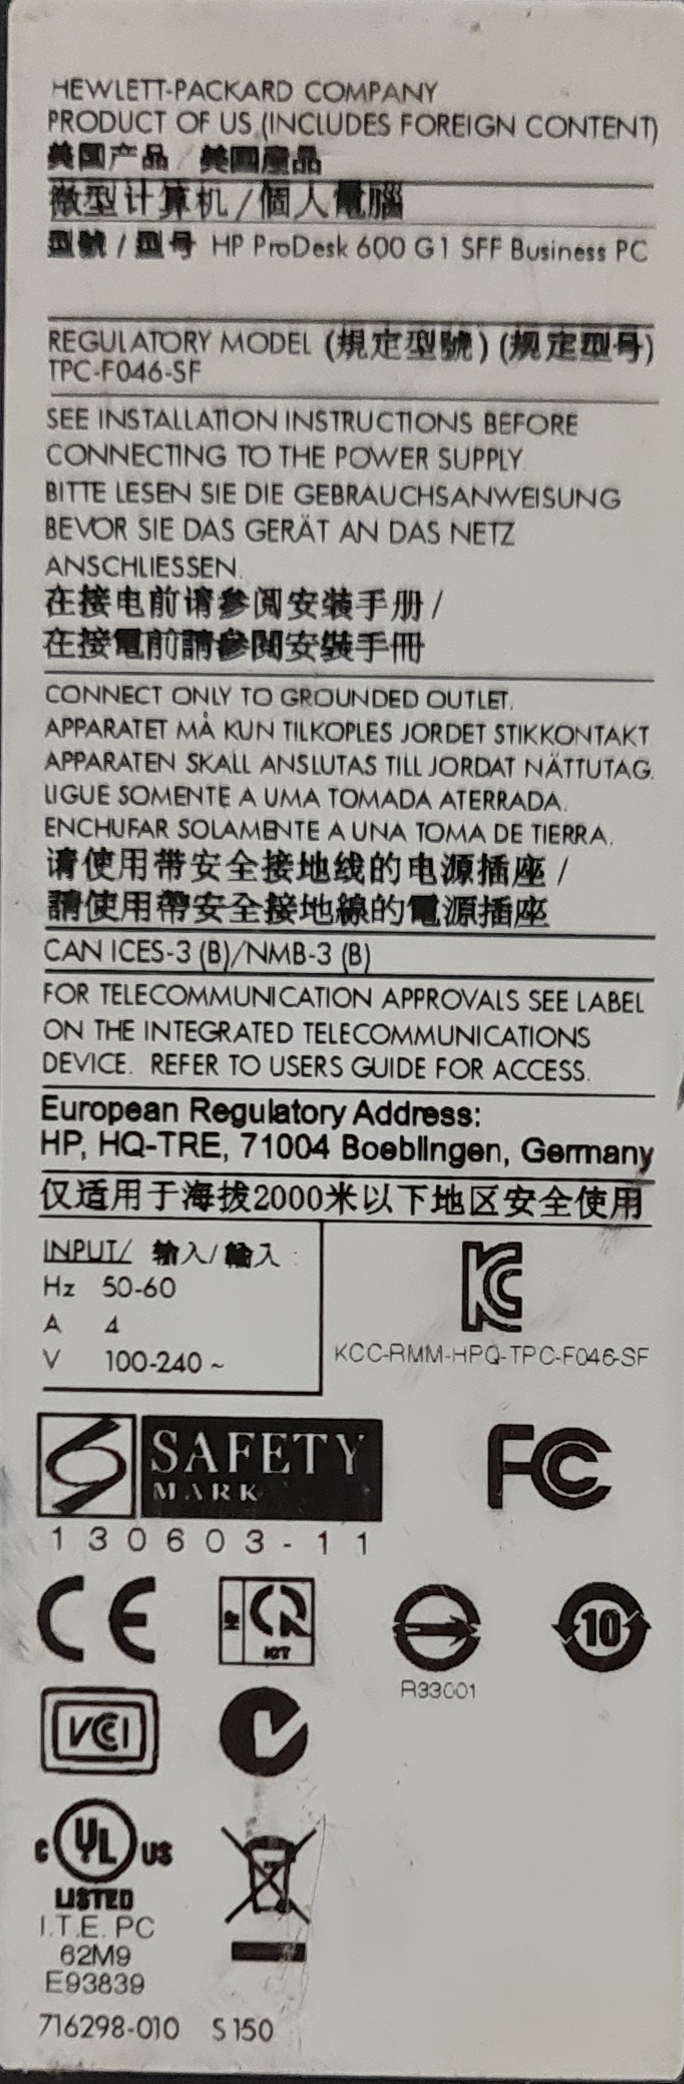 HEWLETT-PACKARD COMPANY
PRODUCT OF US (INCLUDES FOREIGN CONTENT)
美国产品 / 美國產品
微型计算机/個人電腦
型號 / 型号 HP ProDesk 600 G1 SFF Business PC
REGULATORY MODEL (規定型號) (规定型号)
TPC-F046-SF
SEE INSTALLATION INSTRUCTIONS BEFORE
CONNECTING TO THE POWER SUPPLY
BITTE LESEN SIE DIE GEBRAUCHSANWEISUNG
BEVOR SIE DAS GERÄT AN DAS NETZ
ANSCHLIESSEN.
在接电前请参阅安装手册 /
在接電前請參閱安裝手冊
CONNECT ONLY TO GROUNDED OUTLET.
APPARATET MÅ KUN TILKOPLES JORDET STIKKONTAKT
APPARATEN SKALL ANSLUTAS TILL JORDAT NÄTTUTAG.
LIGUE SOMENTE A UMA TOMADA ATERRADA.
ENCHUFAR SOLAMENTE A UNA TOMA DE TIERRA.
请使用带安全接地线的电源插座 /
請使用帶安全接地線的電源插座
CAN ICES-3 (B)/NMB-3 (B)
FOR TELECOMMUNICATION APPROVALS SEE LABEL
ON THE INTEGRATED TELECOMMUNICATIONS
DEVICE. REFER TO USERS GUIDE FOR ACCESS.
European Regulatory Address:
HP, HQ-TRE, 71004 Boeblingen, Germany
仅适用于海拔2000米以下地区安全使用
INPUT/ 输入/輸入 :
Hz 50-60
A 4
V 100-240 ~
KC
KCC-RMM-HPQ-TPC-F046-SF
SAFETY
MARK
130603-11
FC
CE
ICT
R33001
10
VCCI
C UL US
LISTED
I.T.E. PC
62M9
E93839
716298-010 S150